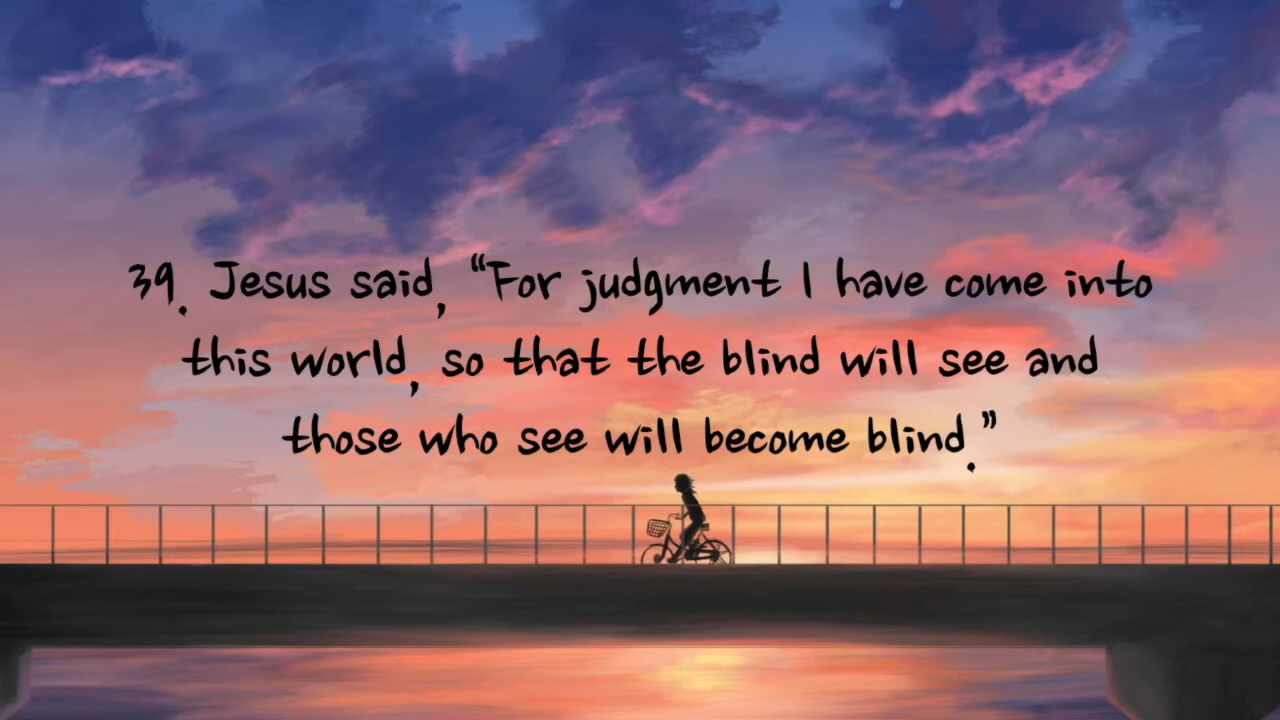 39. Jesus said, “For judgment I have come into
this world, so that the blind will see and
those who see will become blind.”